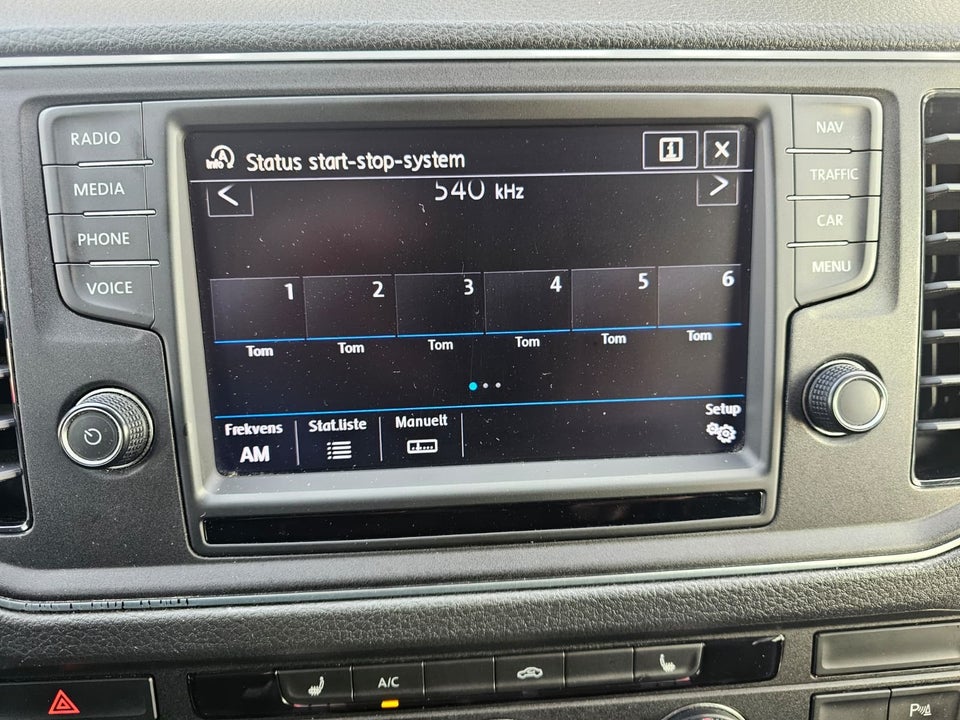 RADIO
MEDIA
PHONE
VOICE
NAV
TRAFFIC
CAR
MENU
info A Status start-stop-system i X
< 540 kHz >
1 2 3 4 5 6
Tom Tom Tom Tom Tom Tom
Frekvens Stat.liste Manuelt Setup
AM
A/C
P